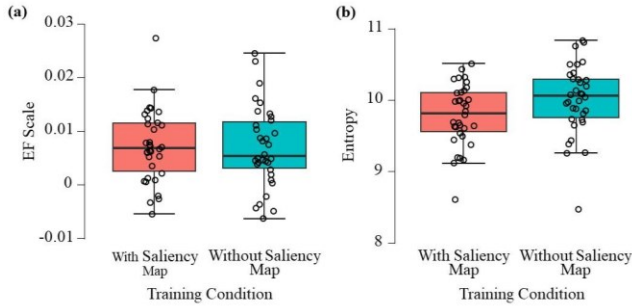 (a)
0.03
0.02
0.01
0
-0.01
EF Scale
With Saliency
Map
Without Saliency
Map
Training Condition
(b)
11
10
9
8
Entropy
With Saliency
Map
Without Saliency
Map
Training Condition